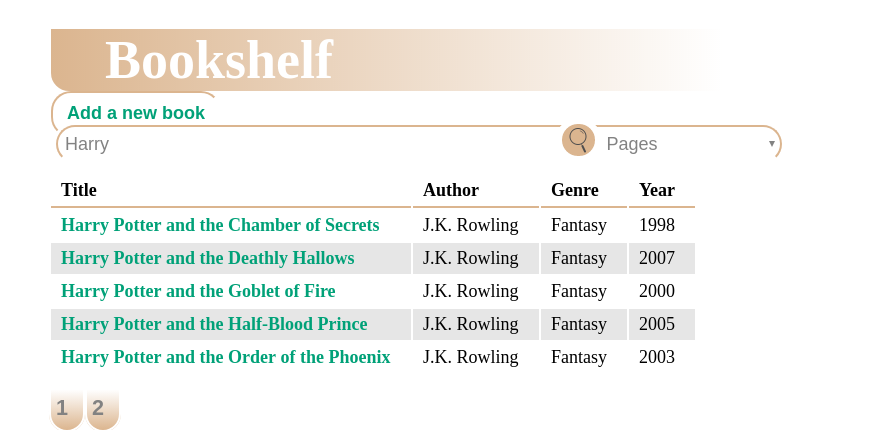 Bookshelf
Add a new book
Harry Pages
Title Author Genre Year
Harry Potter and the Chamber of Secrets J.K. Rowling Fantasy 1998
Harry Potter and the Deathly Hallows J.K. Rowling Fantasy 2007
Harry Potter and the Goblet of Fire J.K. Rowling Fantasy 2000
Harry Potter and the Half-Blood Prince J.K. Rowling Fantasy 2005
Harry Potter and the Order of the Phoenix J.K. Rowling Fantasy 2003
1 2